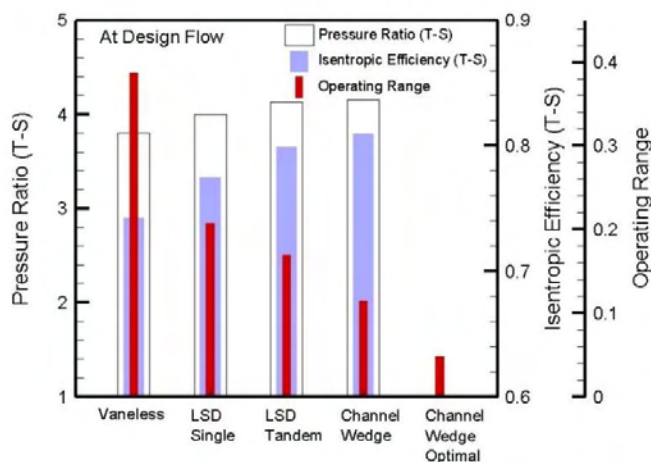 At Design Flow
Pressure Ratio (T-S)
Isentropic Efficiency (T-S)
Operating Range
5
4
3
2
1
Pressure Ratio (T-S)
0.9
0.8
0.7
0.6
Isentropic Efficiency (T-S)
0.4
0.3
0.2
0.1
0
Operating Range
Vaneless
LSD
Single
LSD
Tandem
Channel
Wedge
Channel
Wedge
Optimal